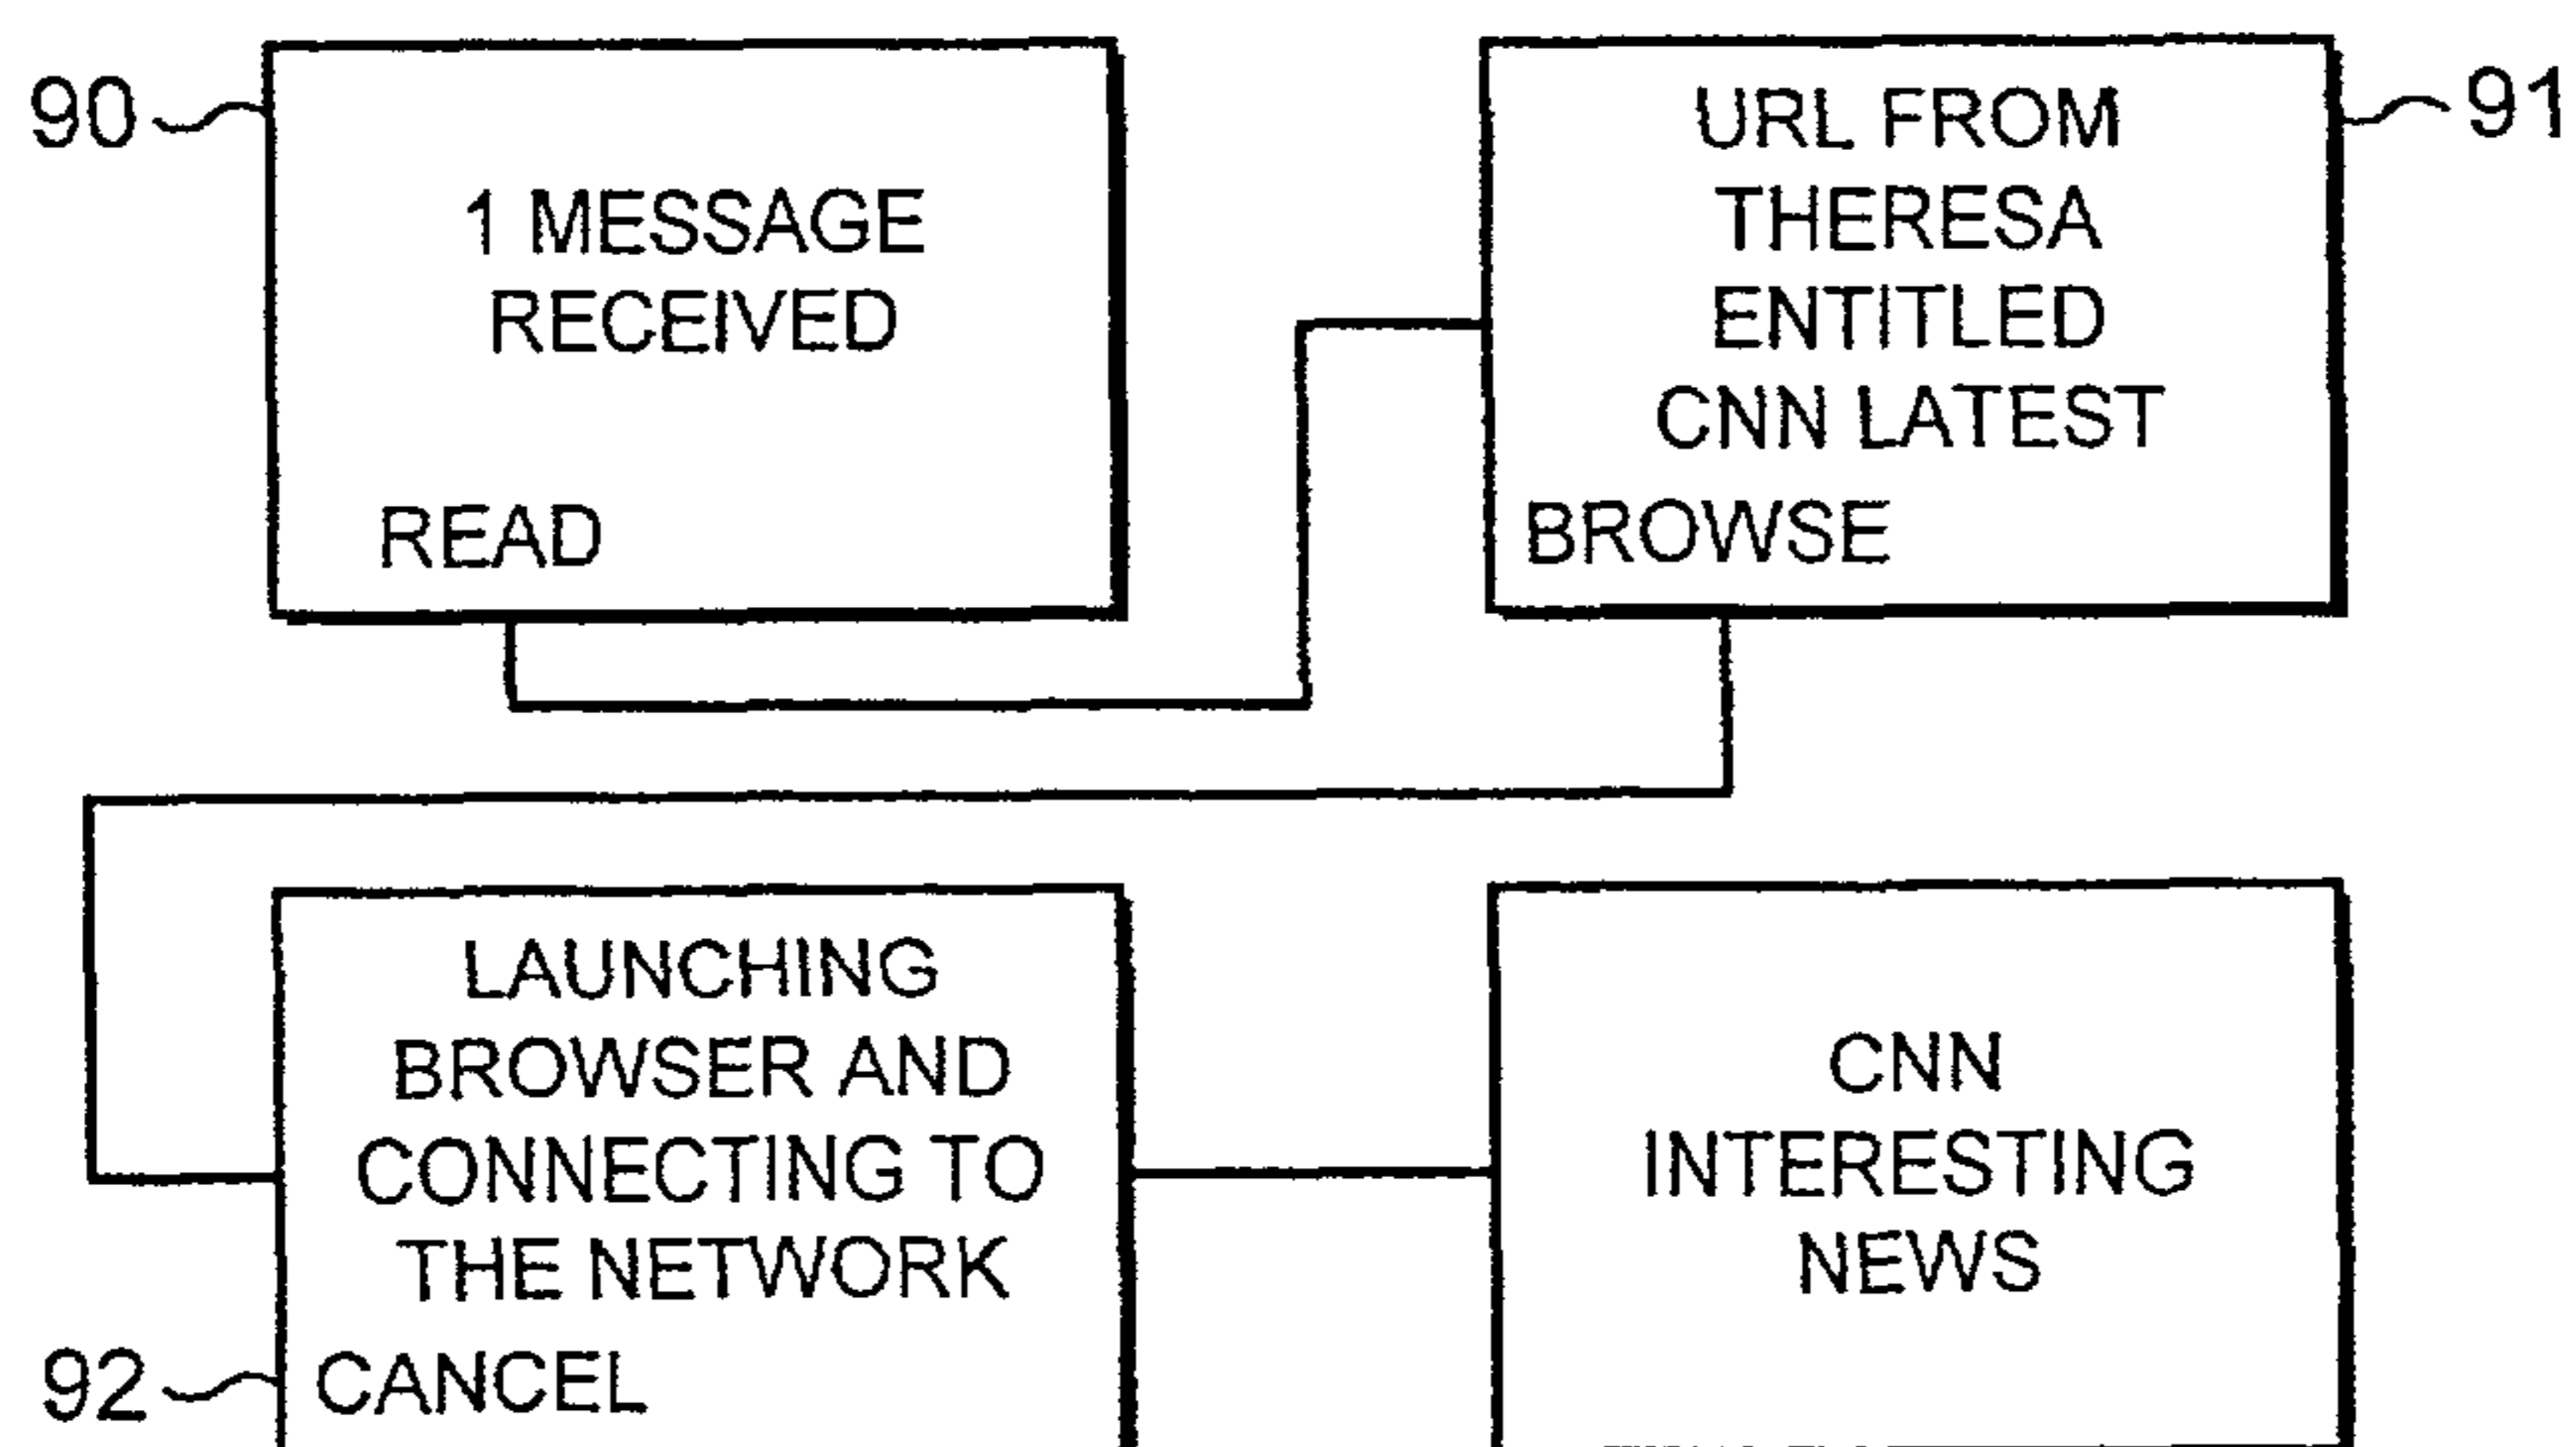 90
1 MESSAGE
RECEIVED
READ
91
URL FROM
THERESA
ENTITLED
CNN LATEST
BROWSE
LAUNCHING
BROWSER AND
CONNECTING TO
THE NETWORK
92
CANCEL
CNN
INTERESTING
NEWS